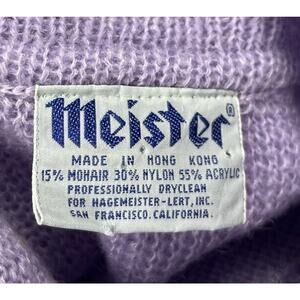 Meister®
MADE IN HONG KONG
15% MOHAIR 30% NYLON 55% ACRYLIC
PROFESSIONALLY DRYCLEAN
FOR HAGEMEISTER-LERT, INC.
SAN FRANCISCO. CALIFORNIA.